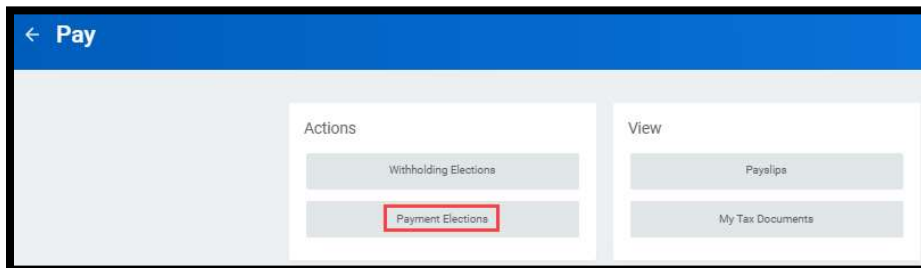 ← Pay
Actions
Withholding Elections
Payment Elections
View
Payslips
My Tax Documents